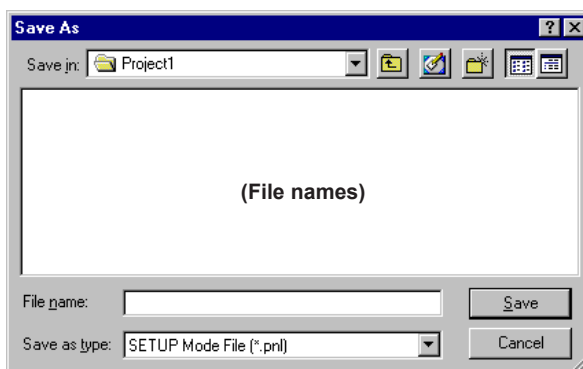 Save As
Save in: Project1
(File names)
File name: Save
Save as type: SETUP Mode File (*.pnl) Cancel